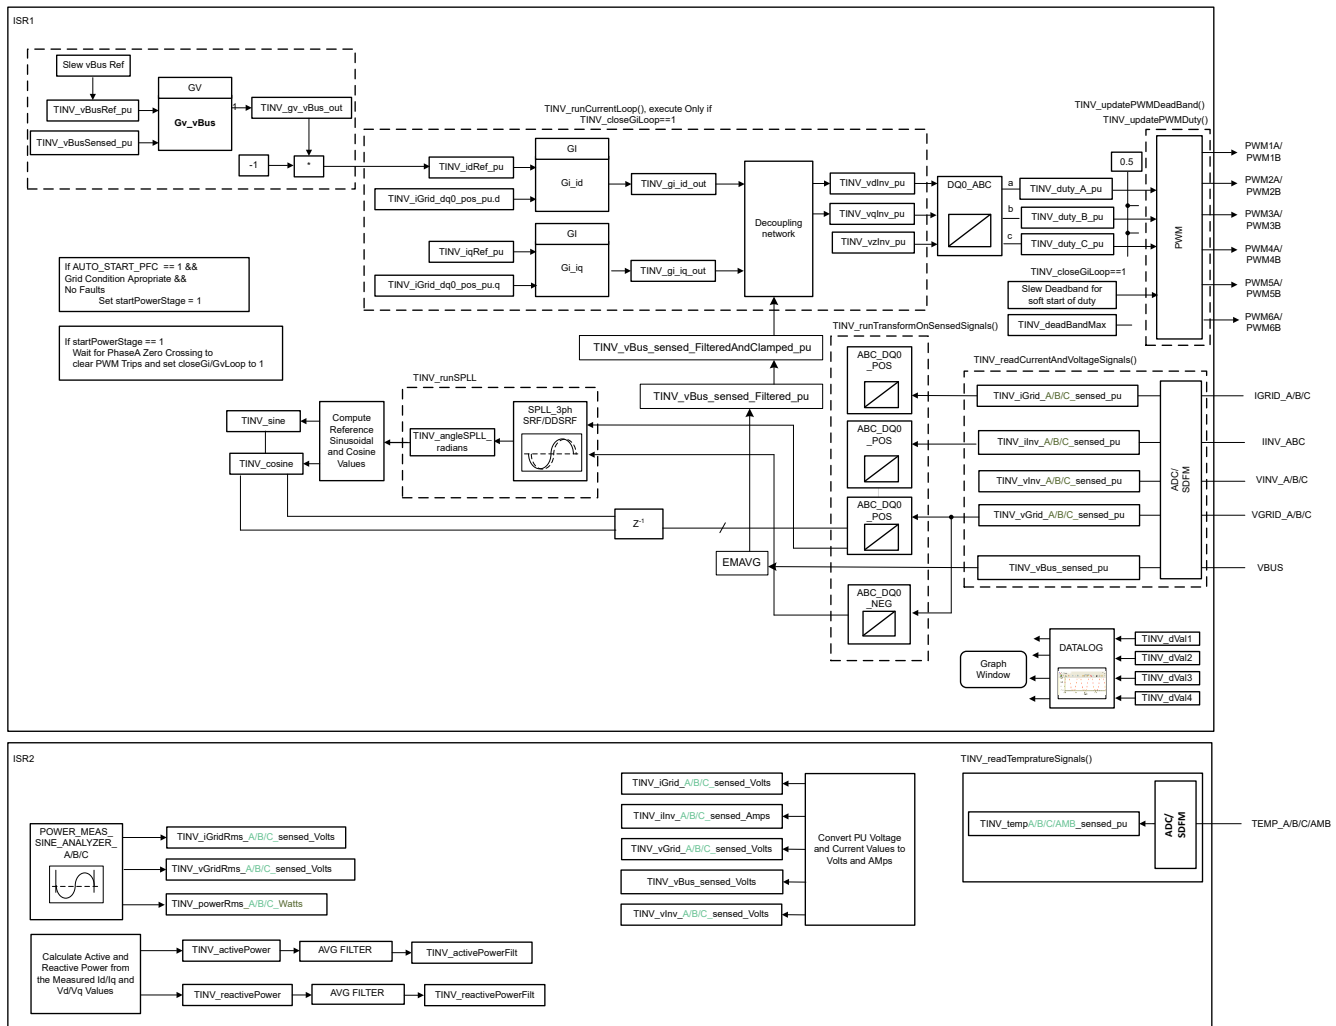 ISR1
Slew vBus Ref
TINV_vBusRef_pu
TINV_vBusSensed_pu
GV
Gv_vBus
1
TINV_gv_vBus_out
-1
*
TINV_runCurrentLoop(), execute Only if
TINV_closeGiLoop==1
TINV_idRef_pu
TINV_iGrid_dq0_pos_pu.d
TINV_iqRef_pu
TINV_iGrid_dq0_pos_pu.q
GI
Gi_id
GI
Gi_iq
TINV_gi_id_out
TINV_gi_iq_out
Decoupling
network
TINV_vdInv_pu
TINV_vqInv_pu
TINV_vzInv_pu
DQ0_ABC
a
b
c
TINV_duty_A_pu
TINV_duty_B_pu
TINV_duty_C_pu
0.5
TINV_updatePWMDeadBand()
TINV_updatePWMDuty()
PWM
TINV_closeGiLoop==1
Slew Deadband for
soft start of duty
TINV_deadBandMax
PWM1A/
PWM1B
PWM2A/
PWM2B
PWM3A/
PWM3B
PWM4A/
PWM4B
PWM5A/
PWM5B
PWM6A/
PWM6B
If AUTO_START_PFC == 1 &&
Grid Condition Apropriate &&
No Faults
Set startPowerStage = 1
If startPowerStage == 1
Wait for PhaseA Zero Crossing to
clear PWM Trips and set closeGi/GvLoop to 1
TINV_vBus_sensed_FilteredAndClamped_pu
TINV_vBus_sensed_Filtered_pu
TINV_runTransformOnSensedSignals()
ABC_DQ0
_POS
ABC_DQ0
_POS
ABC_DQ0
_POS
ABC_DQ0
_NEG
TINV_readCurrentAndVoltageSignals()
TINV_iGrid_A/B/C_sensed_pu
TINV_iInv_A/B/C_sensed_pu
TINV_vInv_A/B/C_sensed_pu
TINV_vGrid_A/B/C_sensed_pu
TINV_vBus_sensed_pu
ADC/
SDFM
IGRID_A/B/C
IINV_ABC
VINV_A/B/C
VGRID_A/B/C
VBUS
TINV_runSPLL
SPLL_3ph
SRF/DDSRF
TINV_angleSPLL_
radians
Compute
Reference
Sinusoidal
and Cosine
Values
TINV_sine
TINV_cosine
Z-1
EMAVG
Graph
Window
DATALOG
TINV_dVal1
TINV_dVal2
TINV_dVal3
TINV_dVal4
ISR2
POWER_MEAS_
SINE_ANALYZER_
A/B/C
TINV_iGridRms_A/B/C_sensed_Volts
TINV_vGridRms_A/B/C_sensed_Volts
TINV_powerRms_A/B/C_Watts
Calculate Active and
Reactive Power from
the Measured Id/Iq and
Vd/Vq Values
TINV_activePower
AVG FILTER
TINV_activePowerFilt
TINV_reactivePower
AVG FILTER
TINV_reactivePowerFilt
TINV_iGrid_A/B/C_sensed_Volts
TINV_iInv_A/B/C_sensed_Amps
TINV_vGrid_A/B/C_sensed_Volts
TINV_vBus_sensed_Volts
TINV_vInv_A/B/C_sensed_Volts
Convert PU Voltage
and Current Values to
Volts and AMps
TINV_readTempratureSignals()
TINV_tempA/B/C/AMB_sensed_pu
ADC/
SDFM
TEMP_A/B/C/AMB